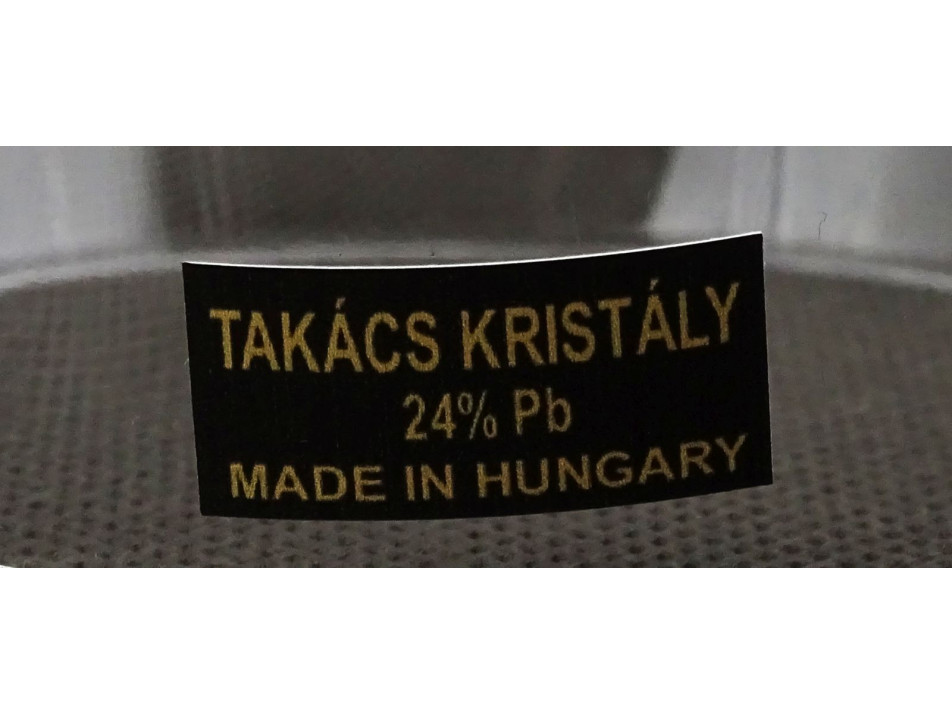 TAKÁCS KRISTÁLY
24% Pb
MADE IN HUNGARY